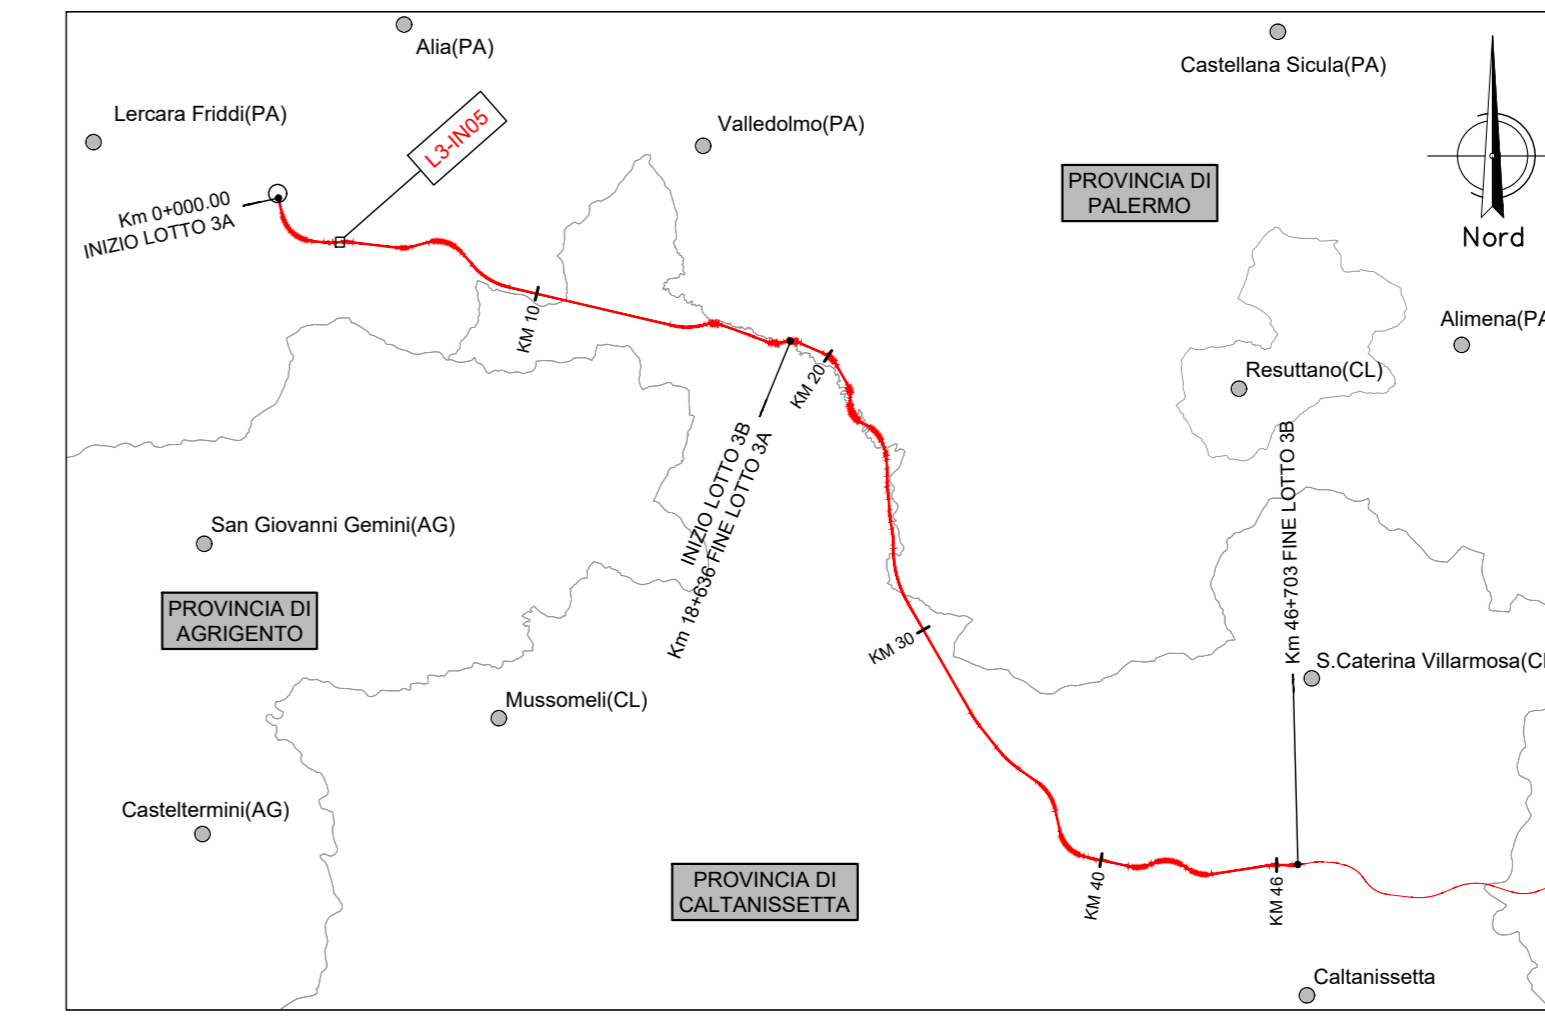 Alia(PA)
Castellana Sicula(PA)
Lercara Friddi(PA)
Valledolmo(PA)
L3-IN05
PROVINCIA DI
PALERMO
Km 0+000.00
INIZIO LOTTO 3A
Nord
KM 10
Alimena(PA
KM 20
Resuttano(CL)
INIZIO LOTTO 3B
Km 18+636 FINE LOTTO 3A
Km 46+703 FINE LOTTO 3B
San Giovanni Gemini(AG)
PROVINCIA DI
AGRIGENTO
KM 30
S.Caterina Villarmosa(C
Mussomeli(CL)
Casteltermini(AG)
PROVINCIA DI
CALTANISSETTA
KM 40
KM 46
Caltanissetta